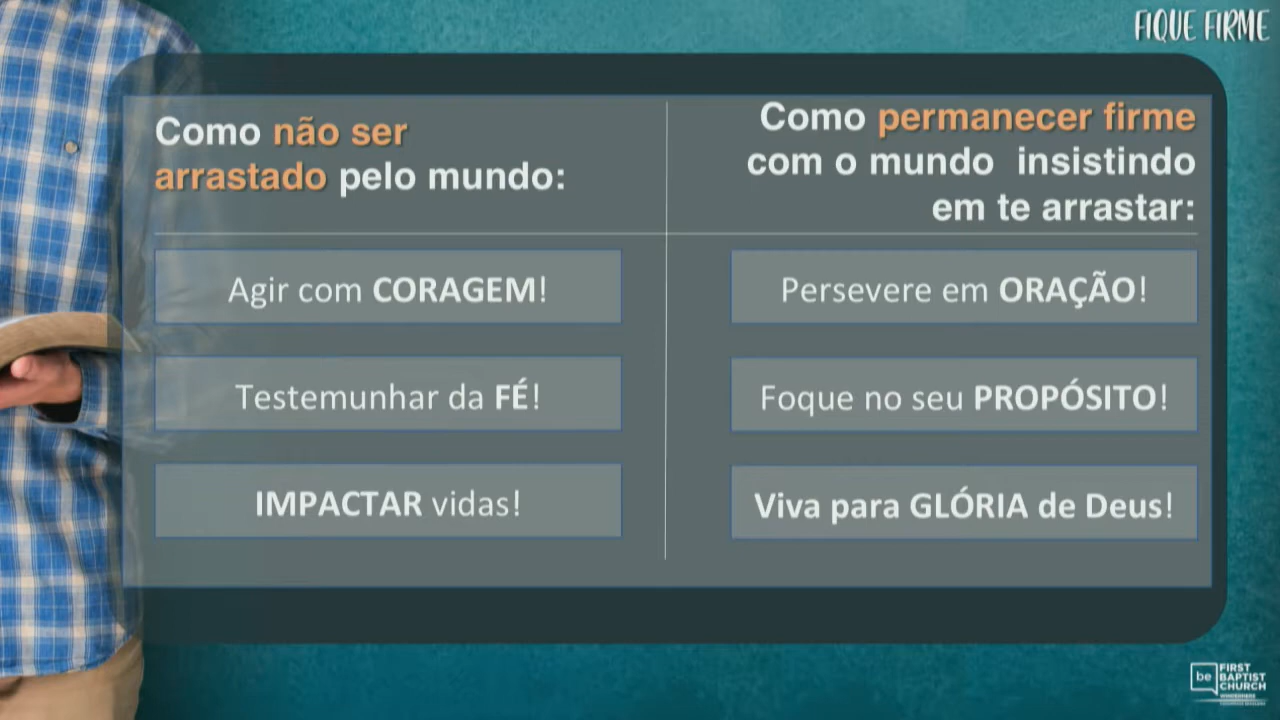 FIQUE FIRME
Como não ser
arrastado pelo mundo:
Agir com CORAGEM!
Testemunhar da FÉ!
IMPACTAR vidas!
Como permanecer firme
com o mundo insistindo
em te arrastar:
Persevere em ORAÇÃO!
Foque no seu PROPÓSITO!
Viva para GLÓRIA de Deus!
be
FIRST
BAPTIST
CHURCH